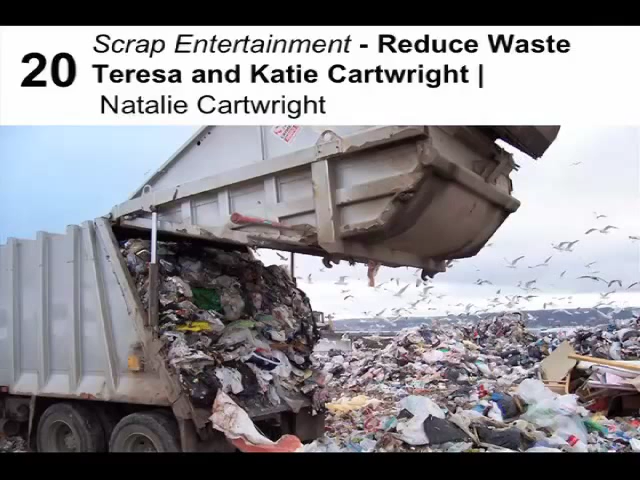 20
Scrap Entertainment - Reduce Waste
Teresa and Katie Cartwright |
Natalie Cartwright